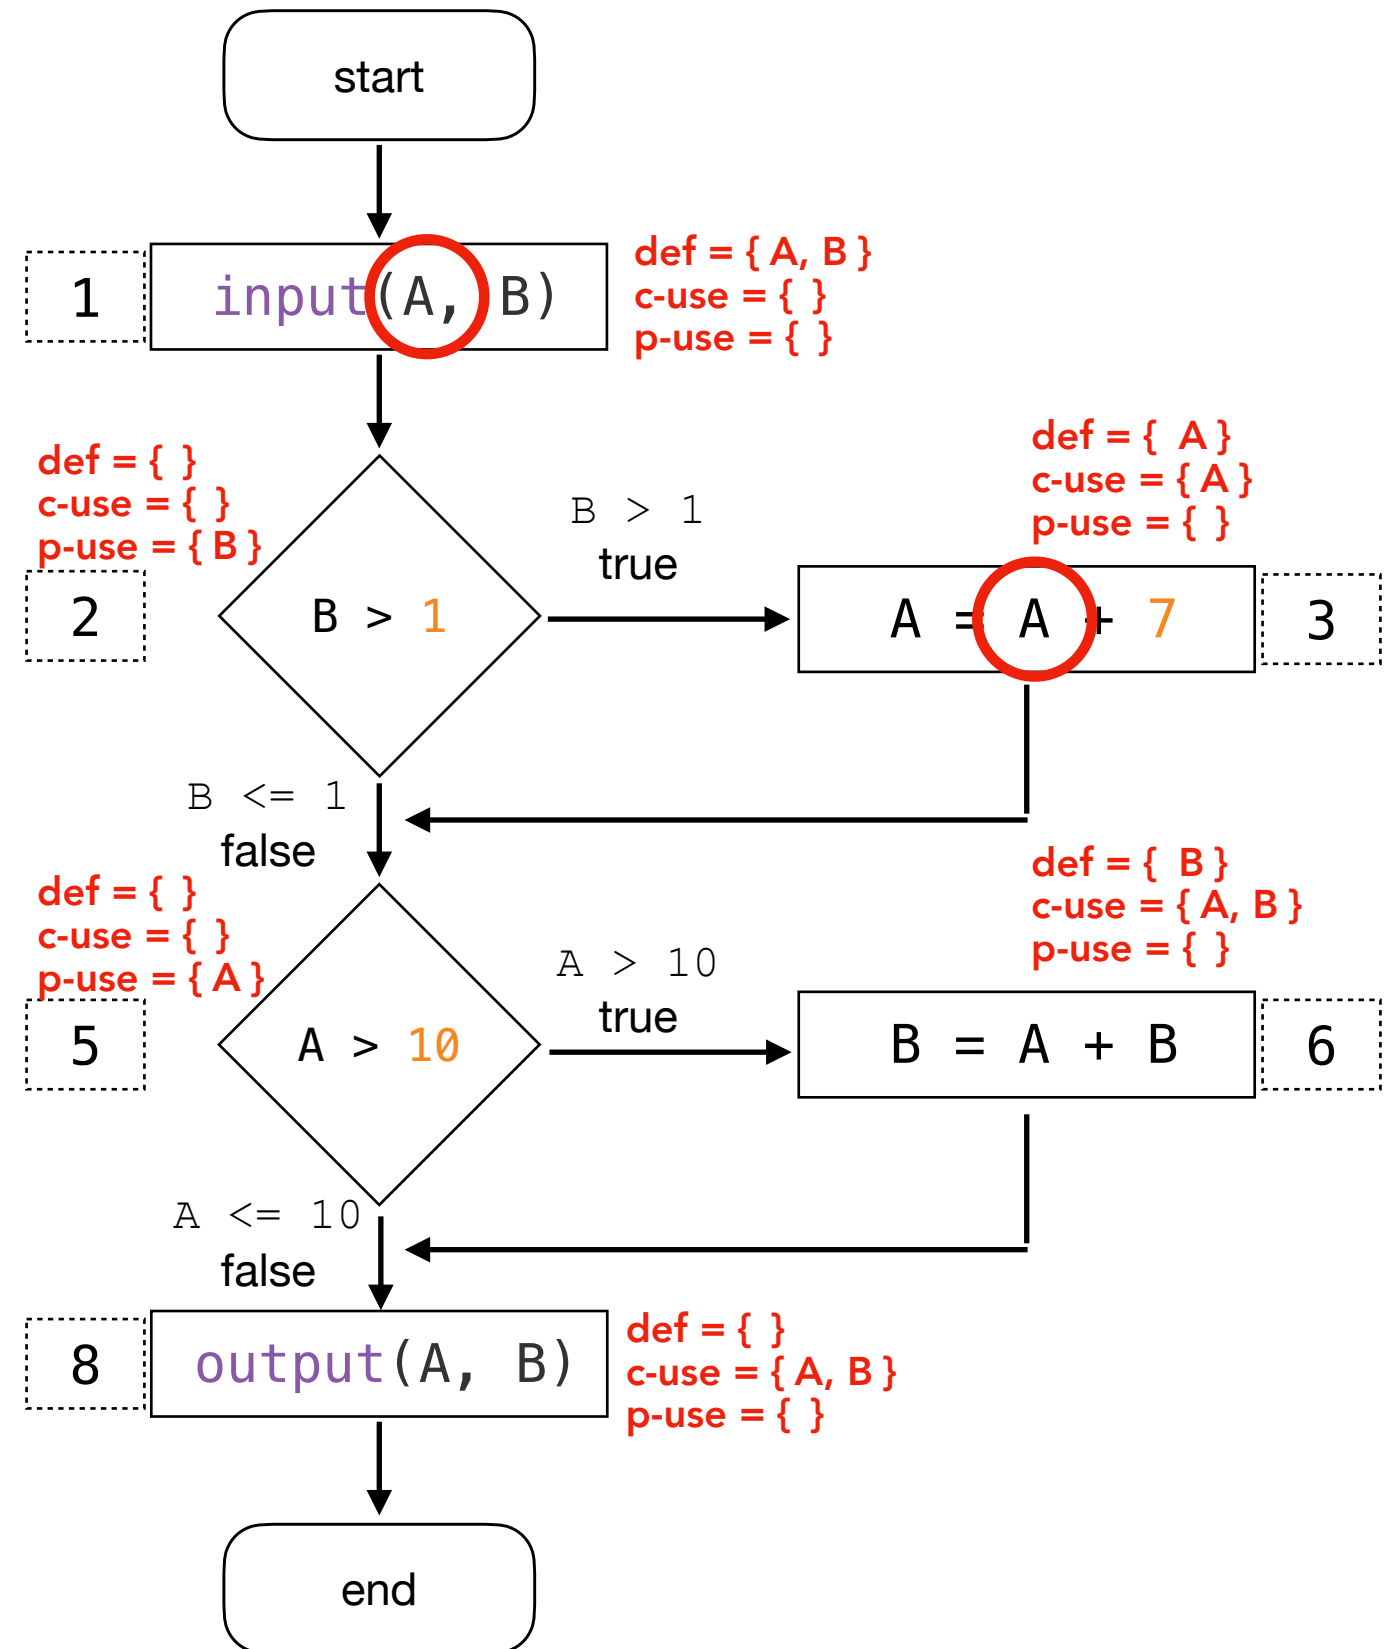 start
1
input(A, B)
def = { A, B }
c-use = { }
p-use = { }
def = { }
c-use = { }
p-use = { B }
2
B > 1
B > 1
true
def = { A }
c-use = { A }
p-use = { }
A = A + 7
3
B <= 1
false
def = { }
c-use = { }
p-use = { A }
5
A > 10
A > 10
true
def = { B }
c-use = { A, B }
p-use = { }
B = A + B
6
A <= 10
false
8
output(A, B)
def = { }
c-use = { A, B }
p-use = { }
end